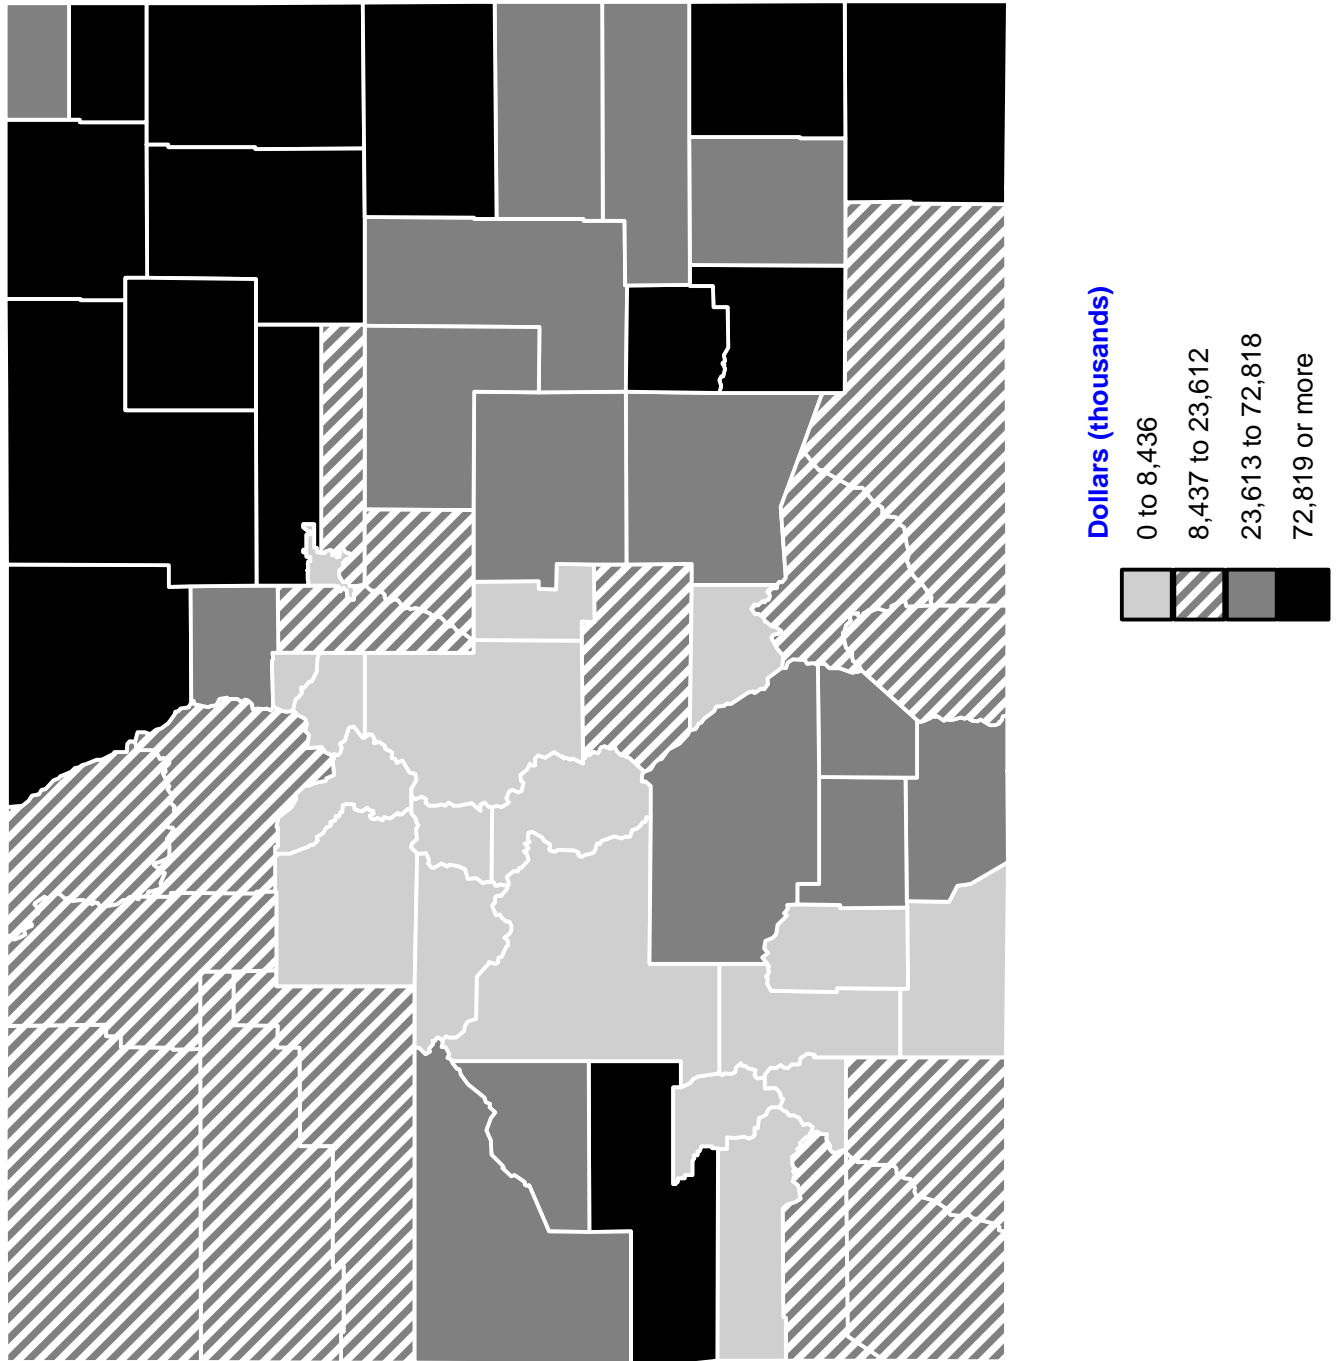 Dollars (thousands)
0 to 8,436
8,437 to 23,612
23,613 to 72,818
72,819 or more